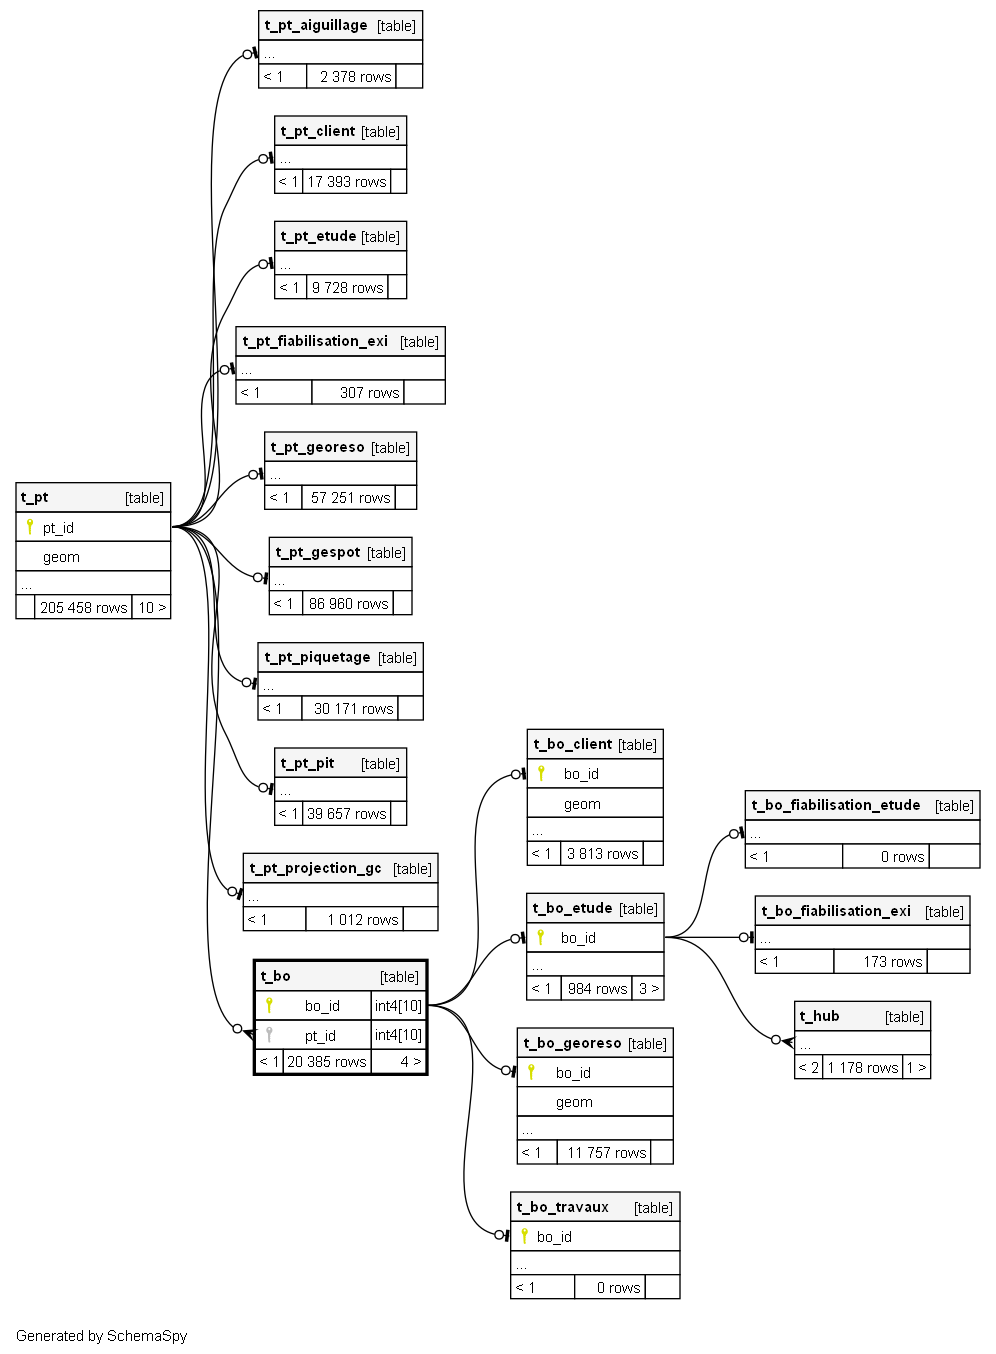 t_pt_aiguillage [table]
...
< 1 2 378 rows
t_pt_client [table]
...
< 1 17 393 rows
t_pt_etude [table]
...
< 1 9 728 rows
t_pt_fiabilisation_exi [table]
...
< 1 307 rows
t_pt_georeso [table]
...
< 1 57 251 rows
t_pt [table]
pt_id
geom
...
205 458 rows 10 >
t_pt_gespot [table]
...
< 1 86 960 rows
t_pt_piquetage [table]
...
< 1 30 171 rows
t_pt_pit [table]
...
< 1 39 657 rows
t_pt_projection_gc [table]
...
< 1 1 012 rows
t_bo [table]
bo_id int4[10]
pt_id int4[10]
< 1 20 385 rows 4 >
t_bo_client [table]
bo_id
geom
...
< 1 3 813 rows
t_bo_etude [table]
bo_id
...
< 1 984 rows 3 >
t_bo_georeso [table]
bo_id
geom
...
< 1 11 757 rows
t_bo_travaux [table]
bo_id
...
< 1 0 rows
t_bo_fiabilisation_etude [table]
...
< 1 0 rows
t_bo_fiabilisation_exi [table]
...
< 1 173 rows
t_hub [table]
...
< 2 1 178 rows 1 >
Generated by SchemaSpy